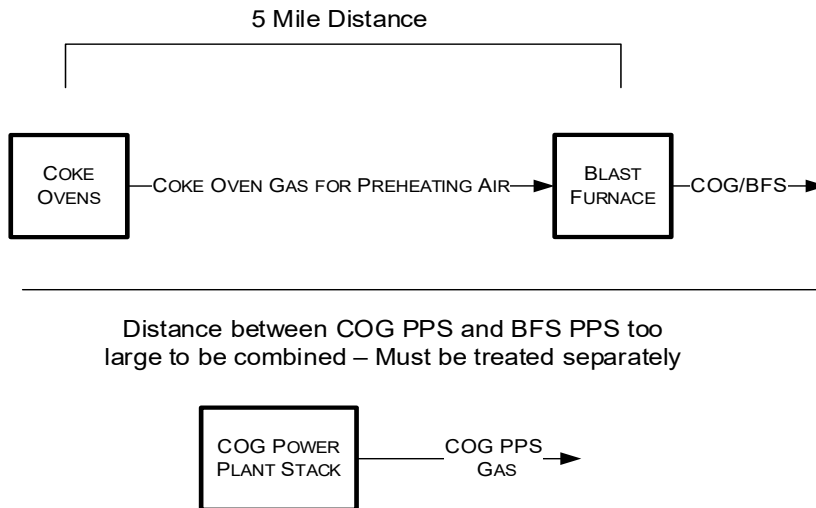 5 Mile Distance
COKE
OVENS
COKE OVEN GAS FOR PREHEATING AIR
BLAST
FURNACE
COG/BFS
Distance between COG PPS and BFS PPS too
large to be combined – Must be treated separately
COG POWER
PLANT STACK
COG PPS
GAS